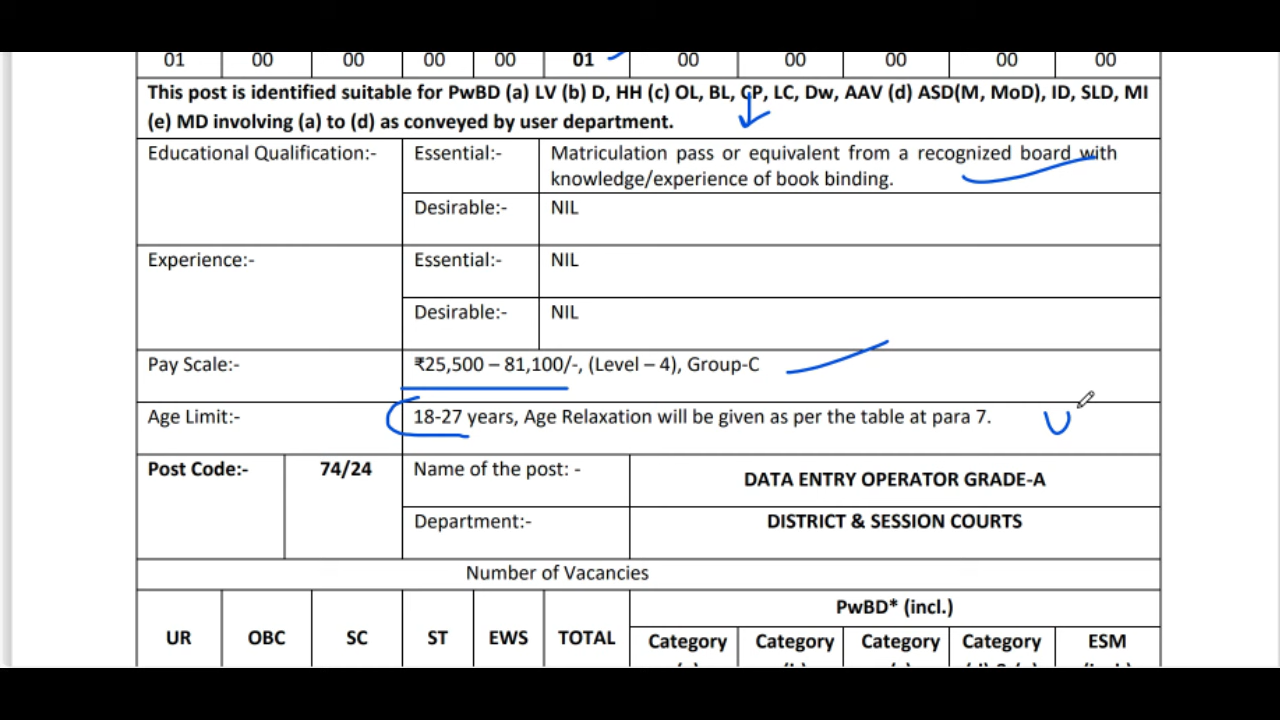 01 00 00 00 00 01 00 00 00 00 00
This post is identified suitable for PwBD (a) LV (b) D, HH (c) OL, BL, CP, LC, Dw, AAV (d) ASD(M, MoD), ID, SLD, MI
(e) MD involving (a) to (d) as conveyed by user department.
Educational Qualification:- Essential:- Matriculation pass or equivalent from a recognized board with
knowledge/experience of book binding.
Desirable:- NIL
Experience:- Essential:- NIL
Desirable:- NIL
Pay Scale:- ₹25,500 – 81,100/-, (Level – 4), Group-C
Age Limit:- 18-27 years, Age Relaxation will be given as per the table at para 7.
Post Code:- 74/24 Name of the post: - DATA ENTRY OPERATOR GRADE-A
Department:- DISTRICT & SESSION COURTS
Number of Vacancies
PwBD* (incl.)
UR OBC SC ST EWS TOTAL Category Category Category Category ESM